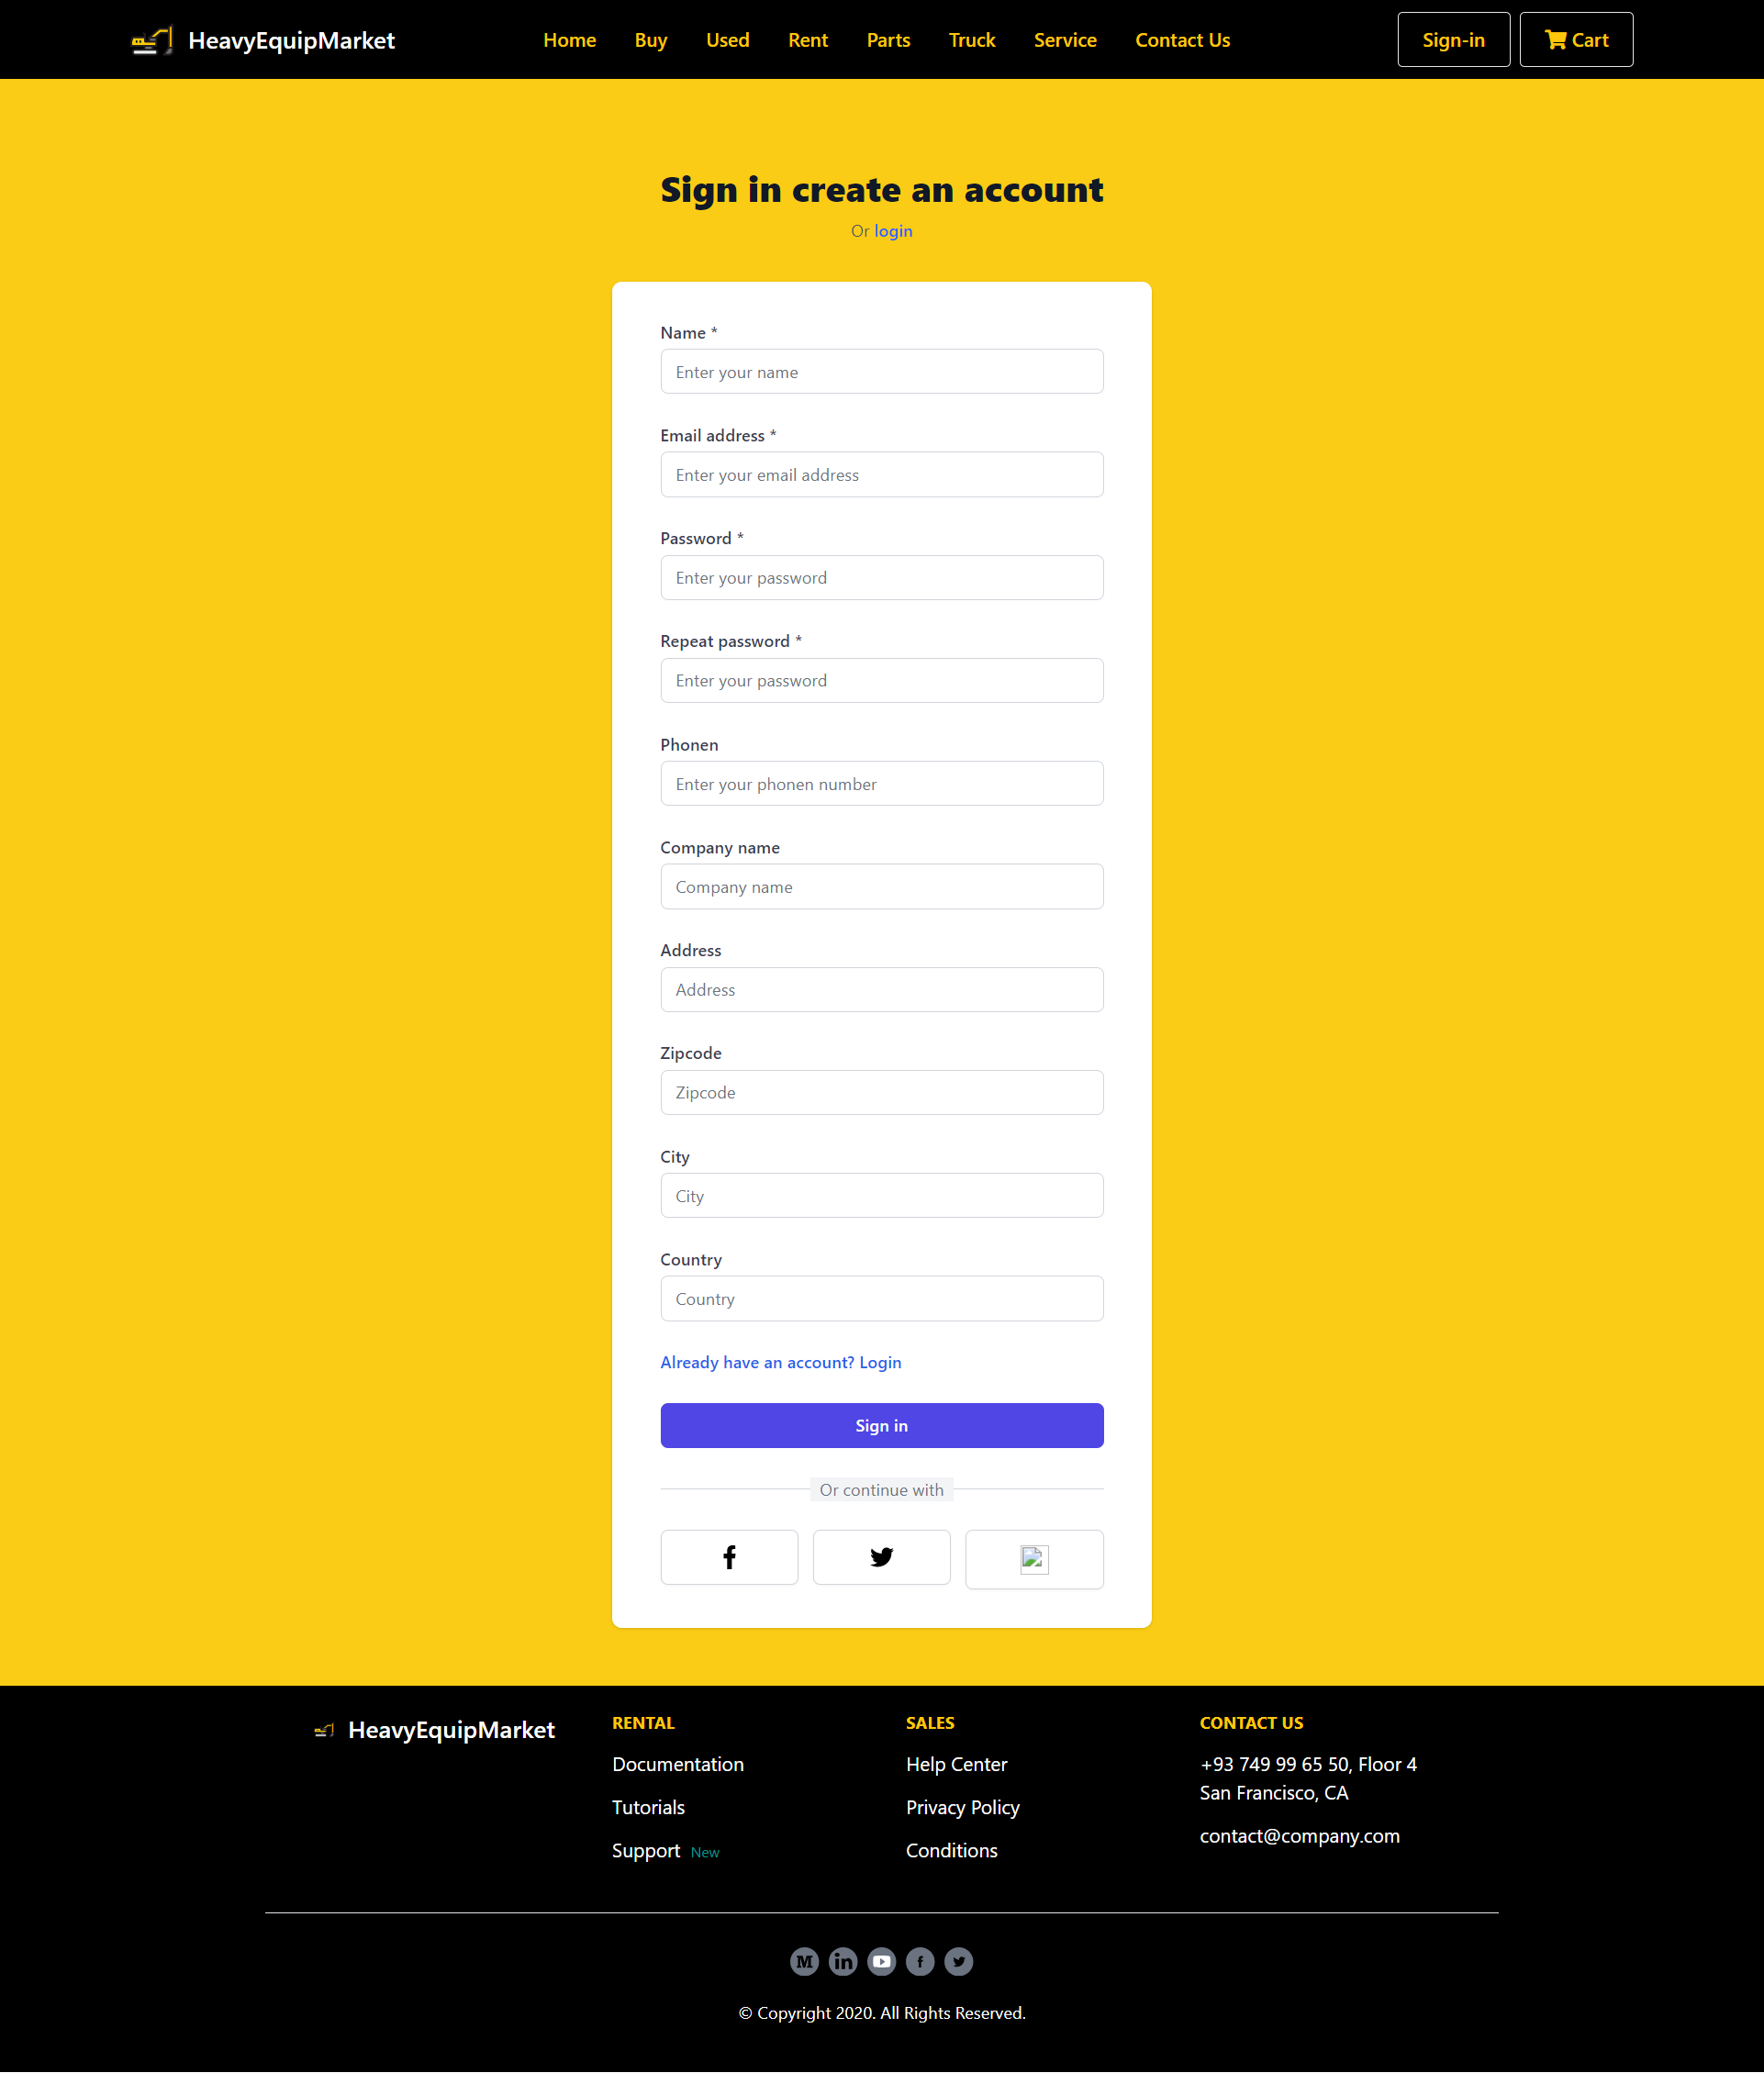 HeavyEquipMarket
Home Buy Used Rent Parts Truck Service Contact Us
Sign-in Cart
Sign in create an account
Or login
Name *
Enter your name
Email address *
Enter your email address
Password *
Enter your password
Repeat password *
Enter your password
Phonen
Enter your phonen number
Company name
Company name
Address
Address
Zipcode
Zipcode
City
City
Country
Country
Already have an account? Login
Sign in
Or continue with
HeavyEquipMarket
RENTAL
Documentation
Tutorials
Support New
SALES
Help Center
Privacy Policy
Conditions
CONTACT US
+93 749 99 65 50, Floor 4
San Francisco, CA
contact@company.com
© Copyright 2020. All Rights Reserved.